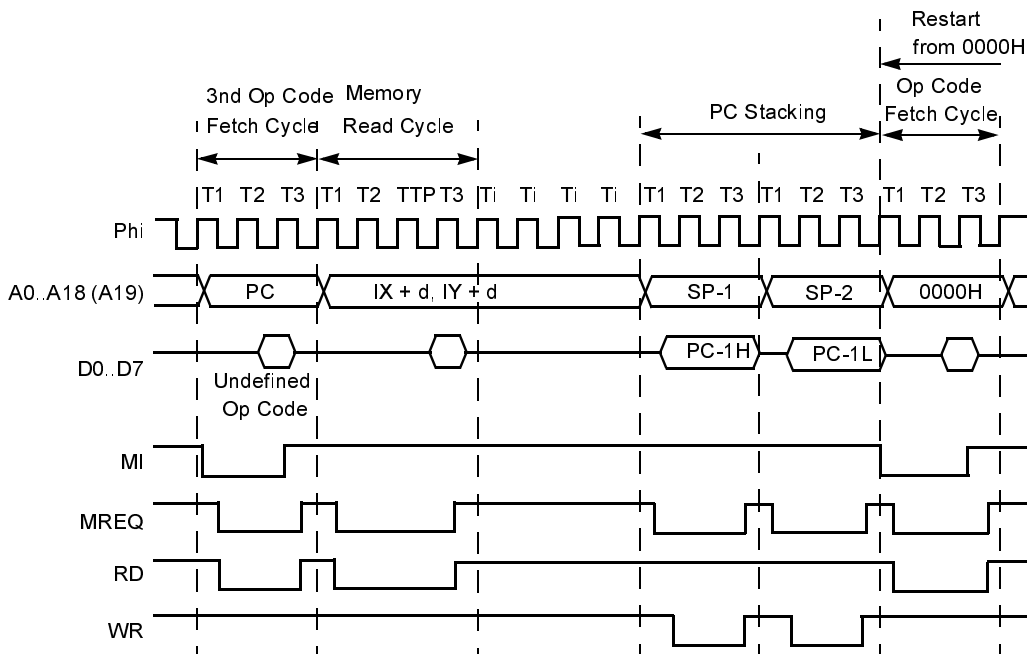 Restart
from 0000H
3nd Op Code
Fetch Cycle
Memory
Read Cycle
PC Stacking
Op Code
Fetch Cycle
T1 T2 T3 T1 T2 TTP T3 Ti Ti Ti Ti T1 T2 T3 T1 T2 T3 T1 T2 T3
Phi
A0..A18 (A19) PC IX + d, IY + d SP-1 SP-2 0000H
D0..D7 PC-1H PC-1L
Undefined
Op Code
MI
MREQ
RD
WR